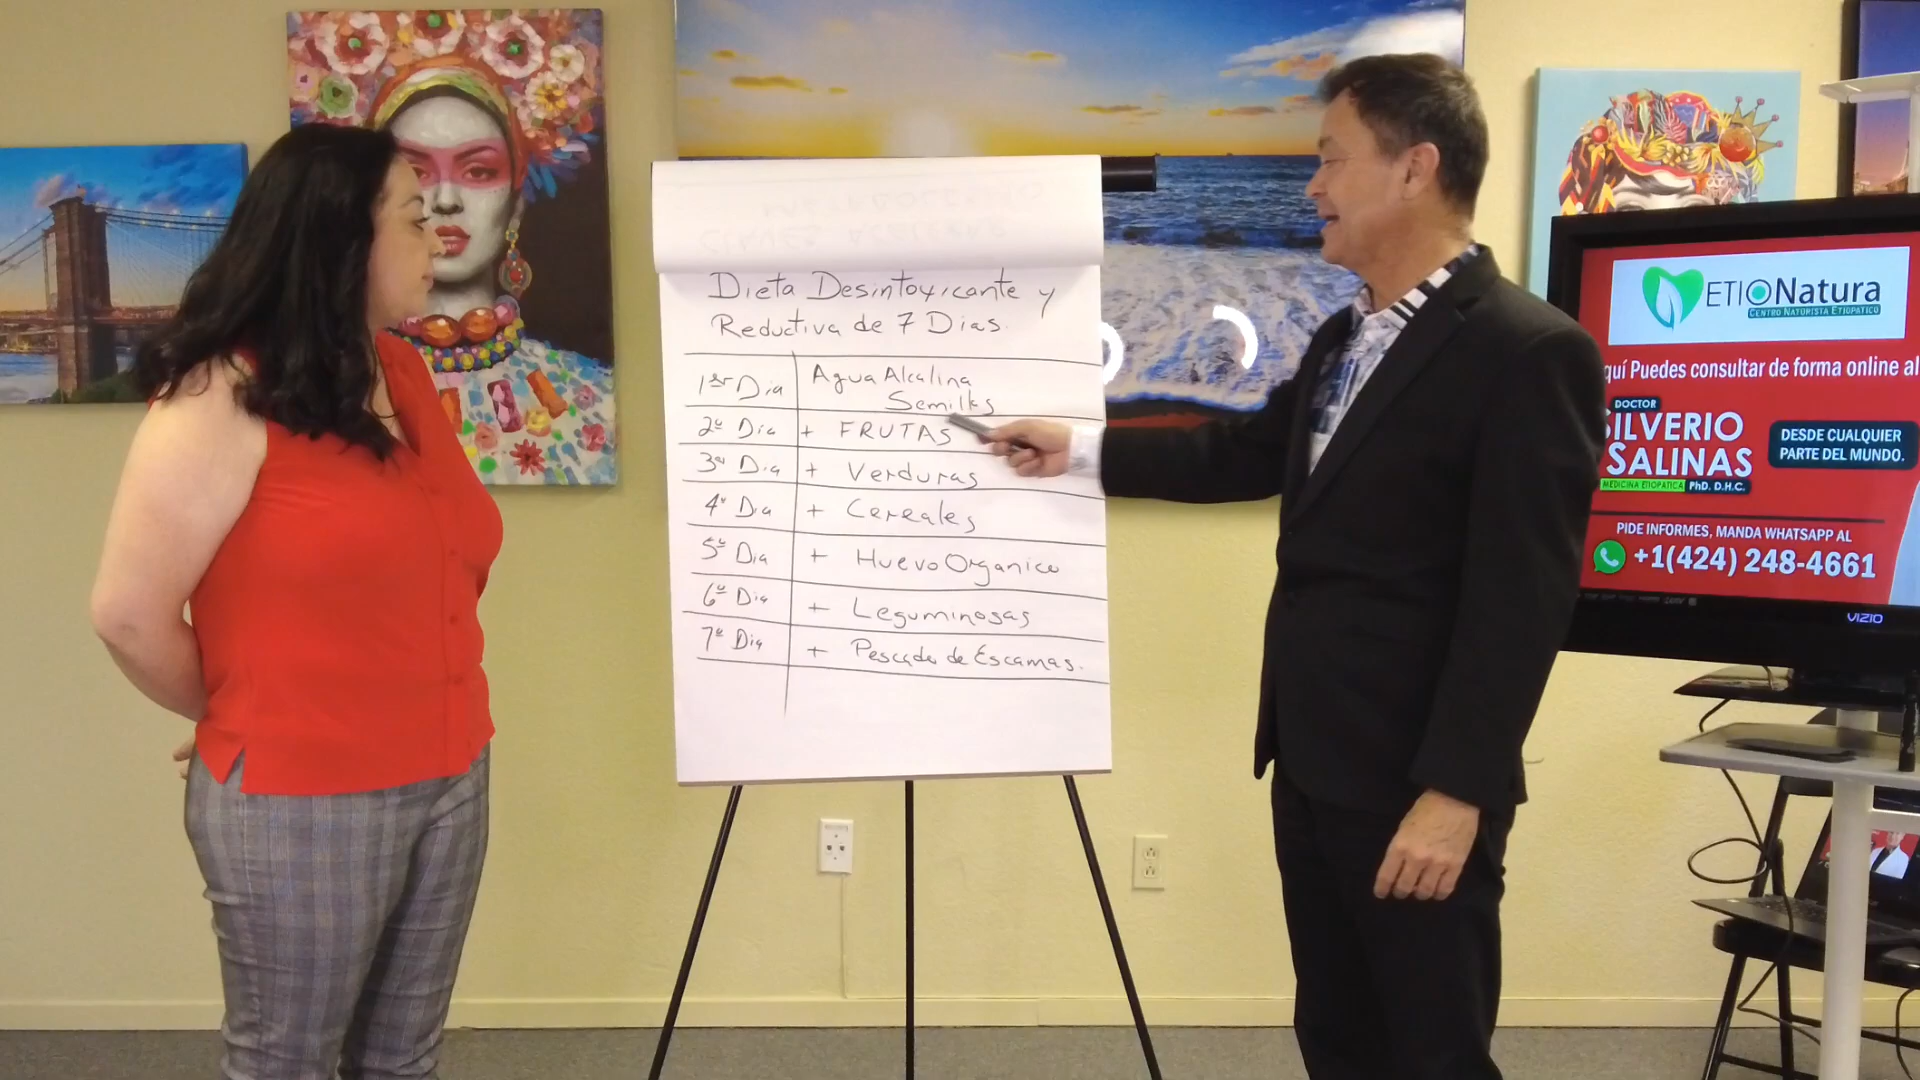 Dieta Desintoxicante y
Reductiva de 7 Dias.
1er Dia Agua Alcalina
Semillas
2º Dia + FRUTAS
3er Dia + Verduras
4º Dia + Cereales
5º Dia + Huevo Organico
6º Dia + Leguminosas
7º Dia + Pescado de Escamas.
ETIONatura
CENTRO NATURISTA ETIOPATICO
quí Puedes consultar de forma online al
DOCTOR
SILVERIO
SALINAS
MEDICINA ETIOPATICA PhD. D.H.C.
DESDE CUALQUIER
PARTE DEL MUNDO.
PIDE INFORMES, MANDA WHATSAPP AL
+1(424) 248-4661
VIZIO